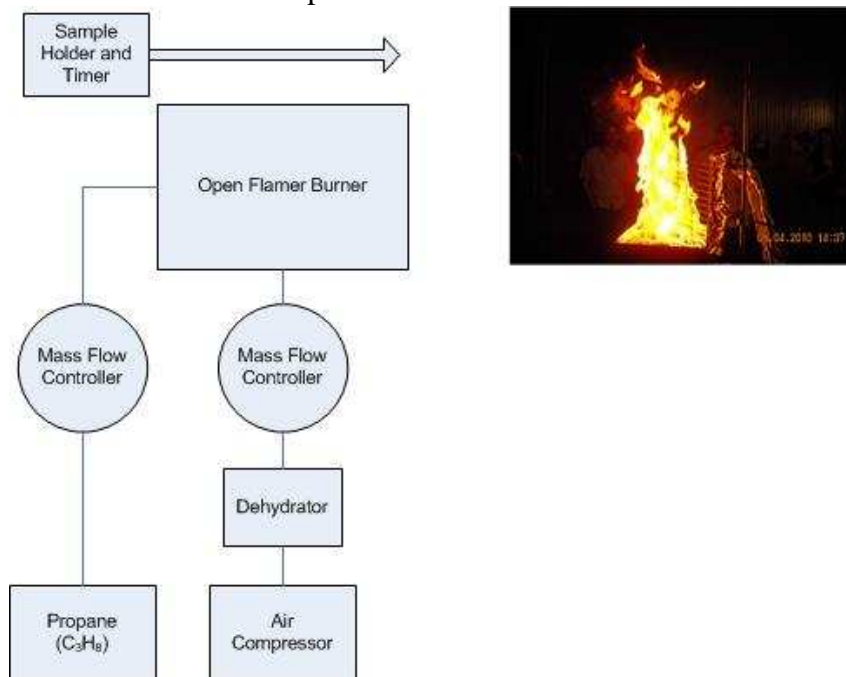 Sample
Holder and
Timer
Open Flamer Burner
Mass Flow
Controller
Mass Flow
Controller
Dehydrator
Propane
(C₃H₈)
Air
Compressor